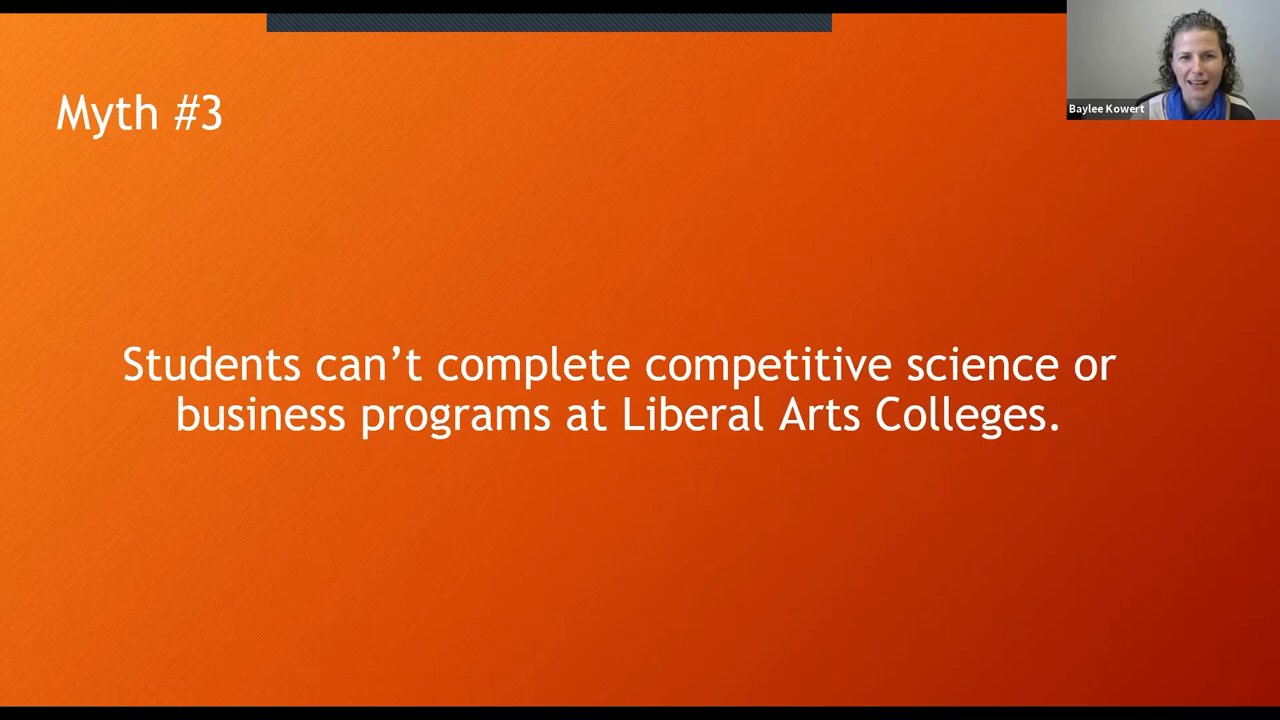 Myth #3
Baylee Kowert
Students can’t complete competitive science or
business programs at Liberal Arts Colleges.